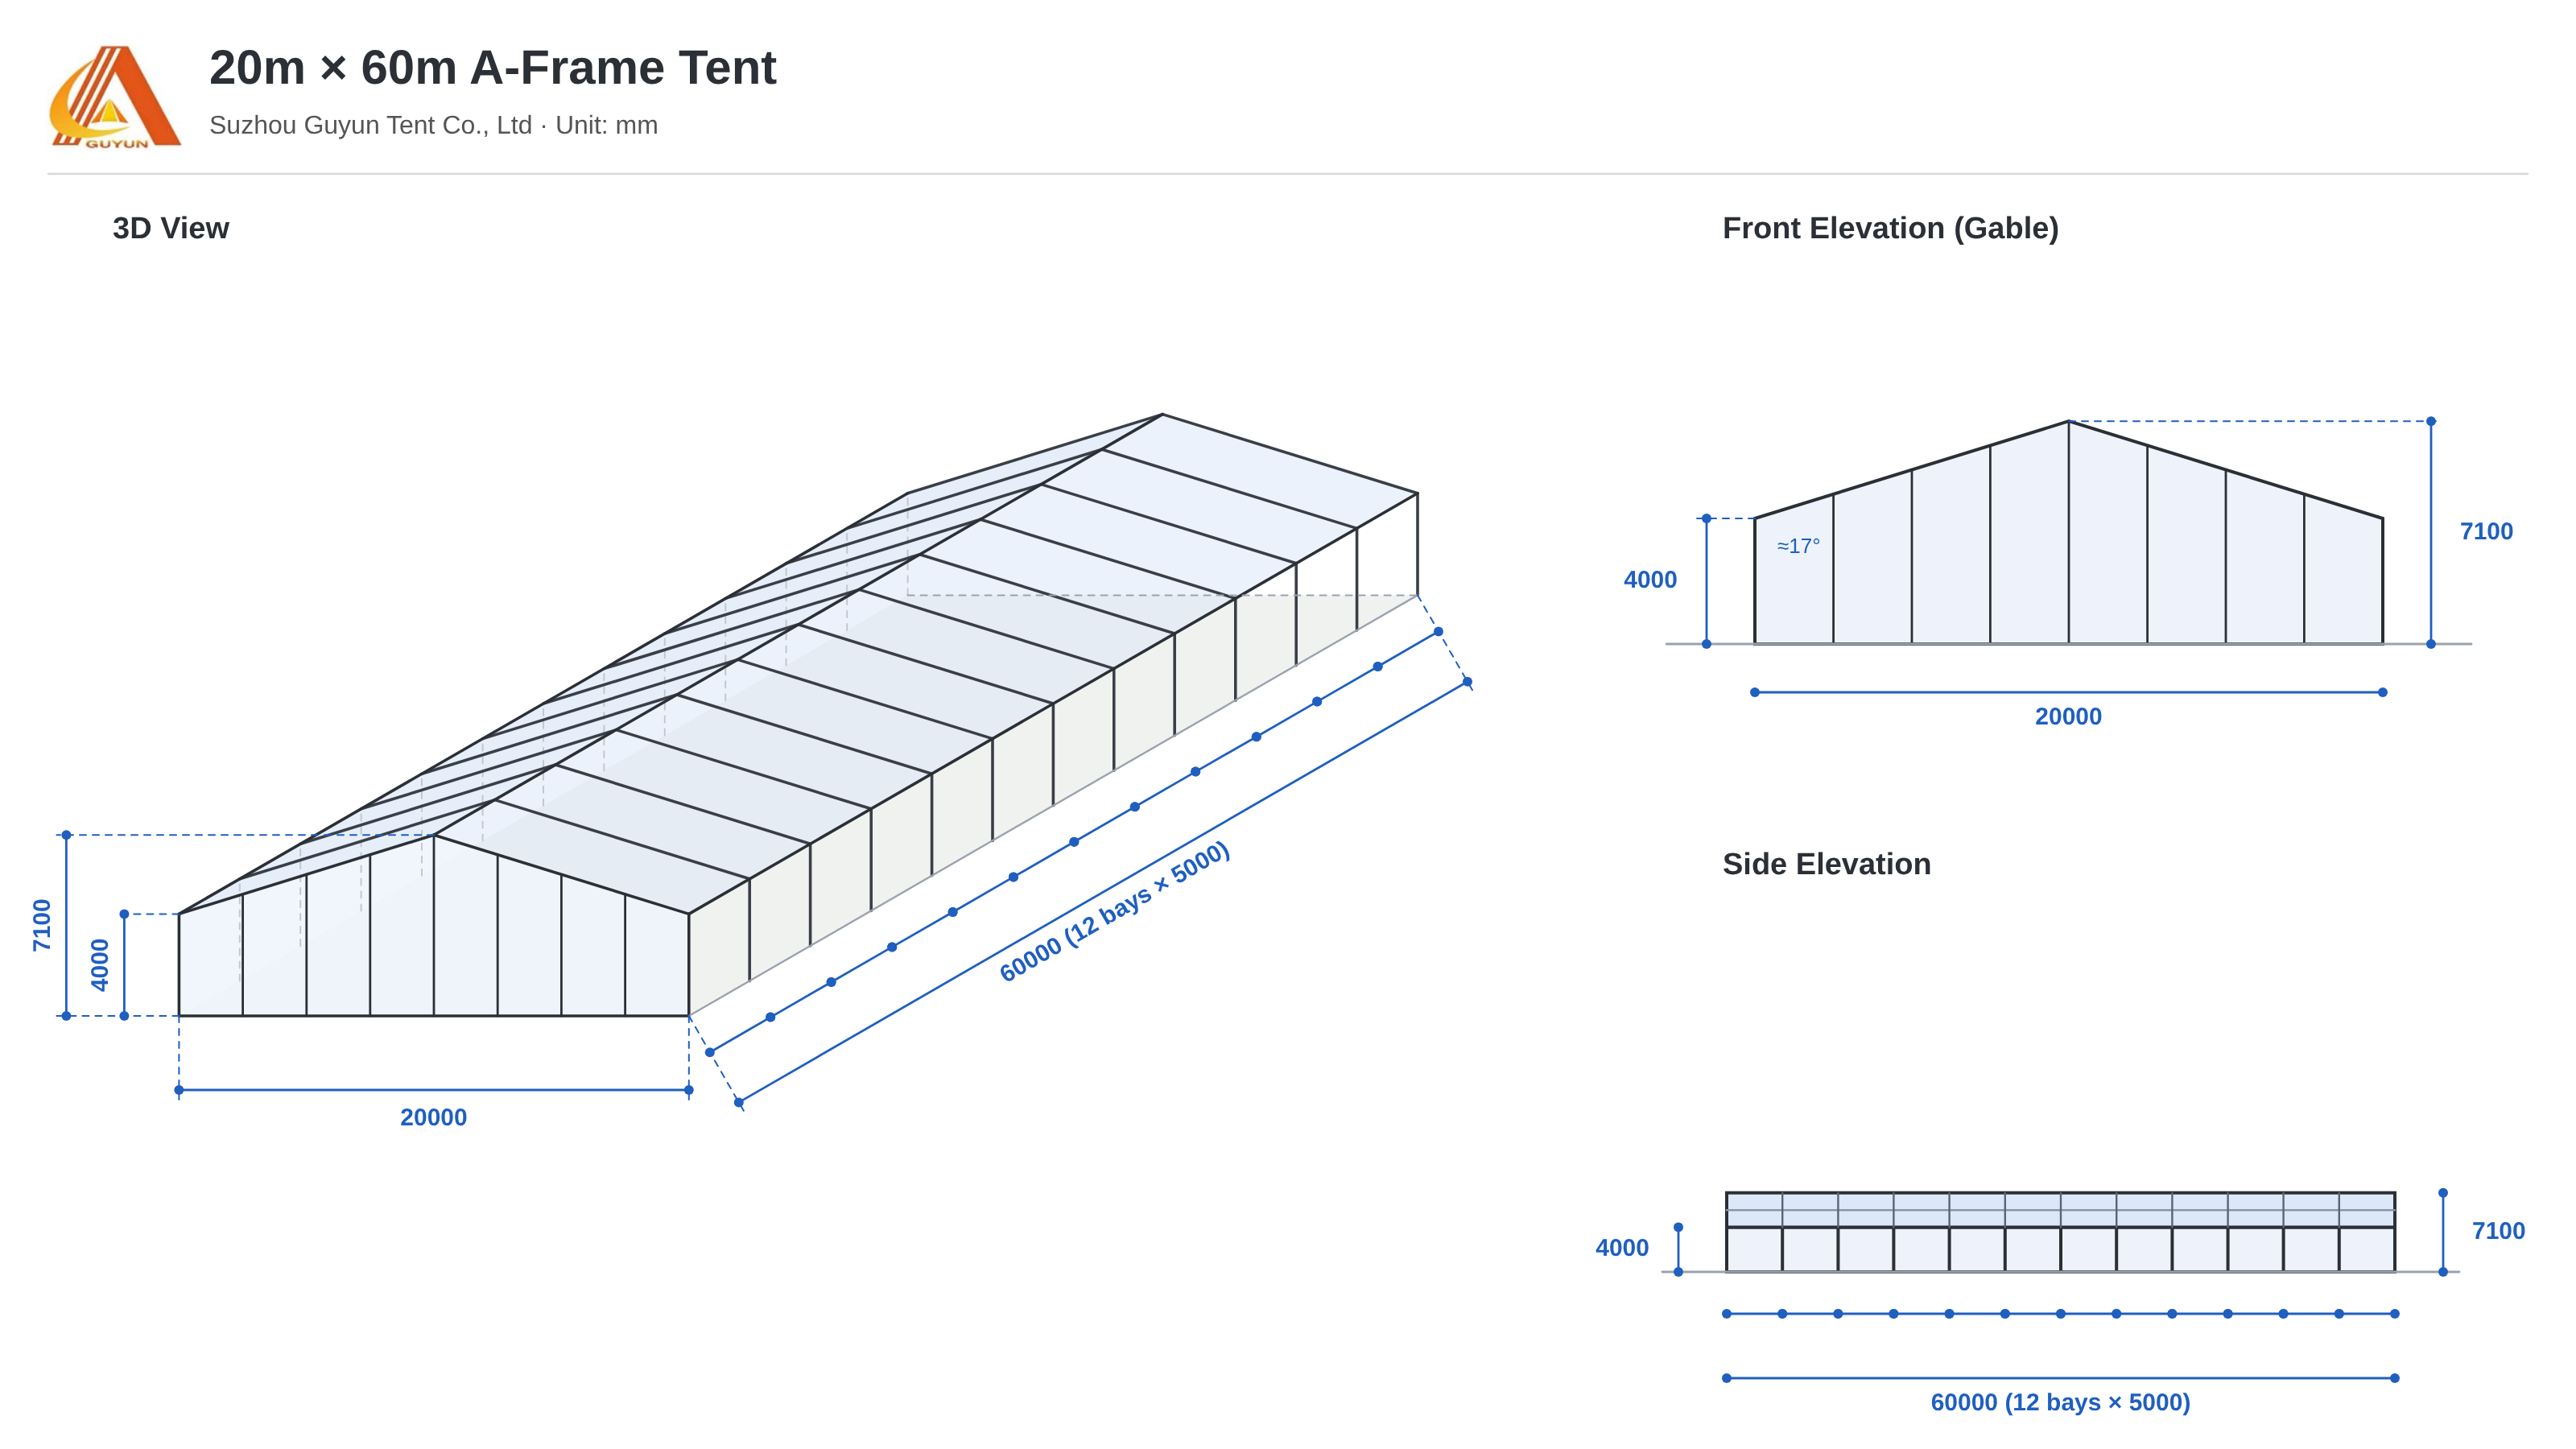 GUYUN
20m × 60m A-Frame Tent
Suzhou Guyun Tent Co., Ltd · Unit: mm
3D View
7100
4000
20000
60000 (12 bays × 5000)
Front Elevation (Gable)
≈17°
4000
7100
20000
Side Elevation
4000
7100
60000 (12 bays × 5000)